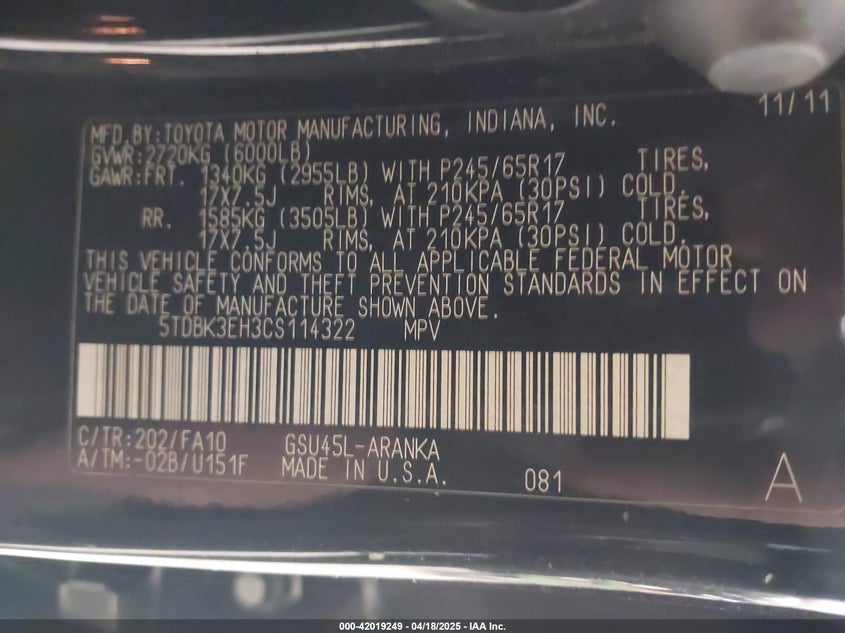 11/11
MFD.BY:TOYOTA MOTOR MANUFACTURING, INDIANA, INC.
GVWR:2720KG (6000LB)
GAWR:FRT. 1340KG (2955LB) WITH P245/65R17 TIRES,
17X7.5J RIMS, AT 210KPA (30PSI) COLD.
RR. 1585KG (3505LB) WITH P245/65R17 TIRES,
17X7.5J RIMS, AT 210KPA (30PSI) COLD.
THIS VEHICLE CONFORMS TO ALL APPLICABLE FEDERAL MOTOR
VEHICLE SAFETY AND THEFT PREVENTION STANDARDS IN EFFECT ON
THE DATE OF MANUFACTURE SHOWN ABOVE.
5TDBK3EH3CS114322 MPV
C/TR:202/FA10 GSU45L-ARANKA
A/TM:-02B/U151F MADE IN U.S.A. 081 A
000-42019249 - 04/18/2025 - IAA Inc.